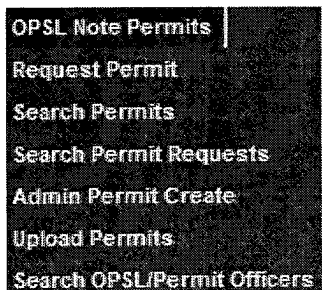 OPSL Note Permits
Request Permit
Search Permits
Search Permit Requests
Admin Permit Create
Upload Permits
Search OPSL/Permit Officers